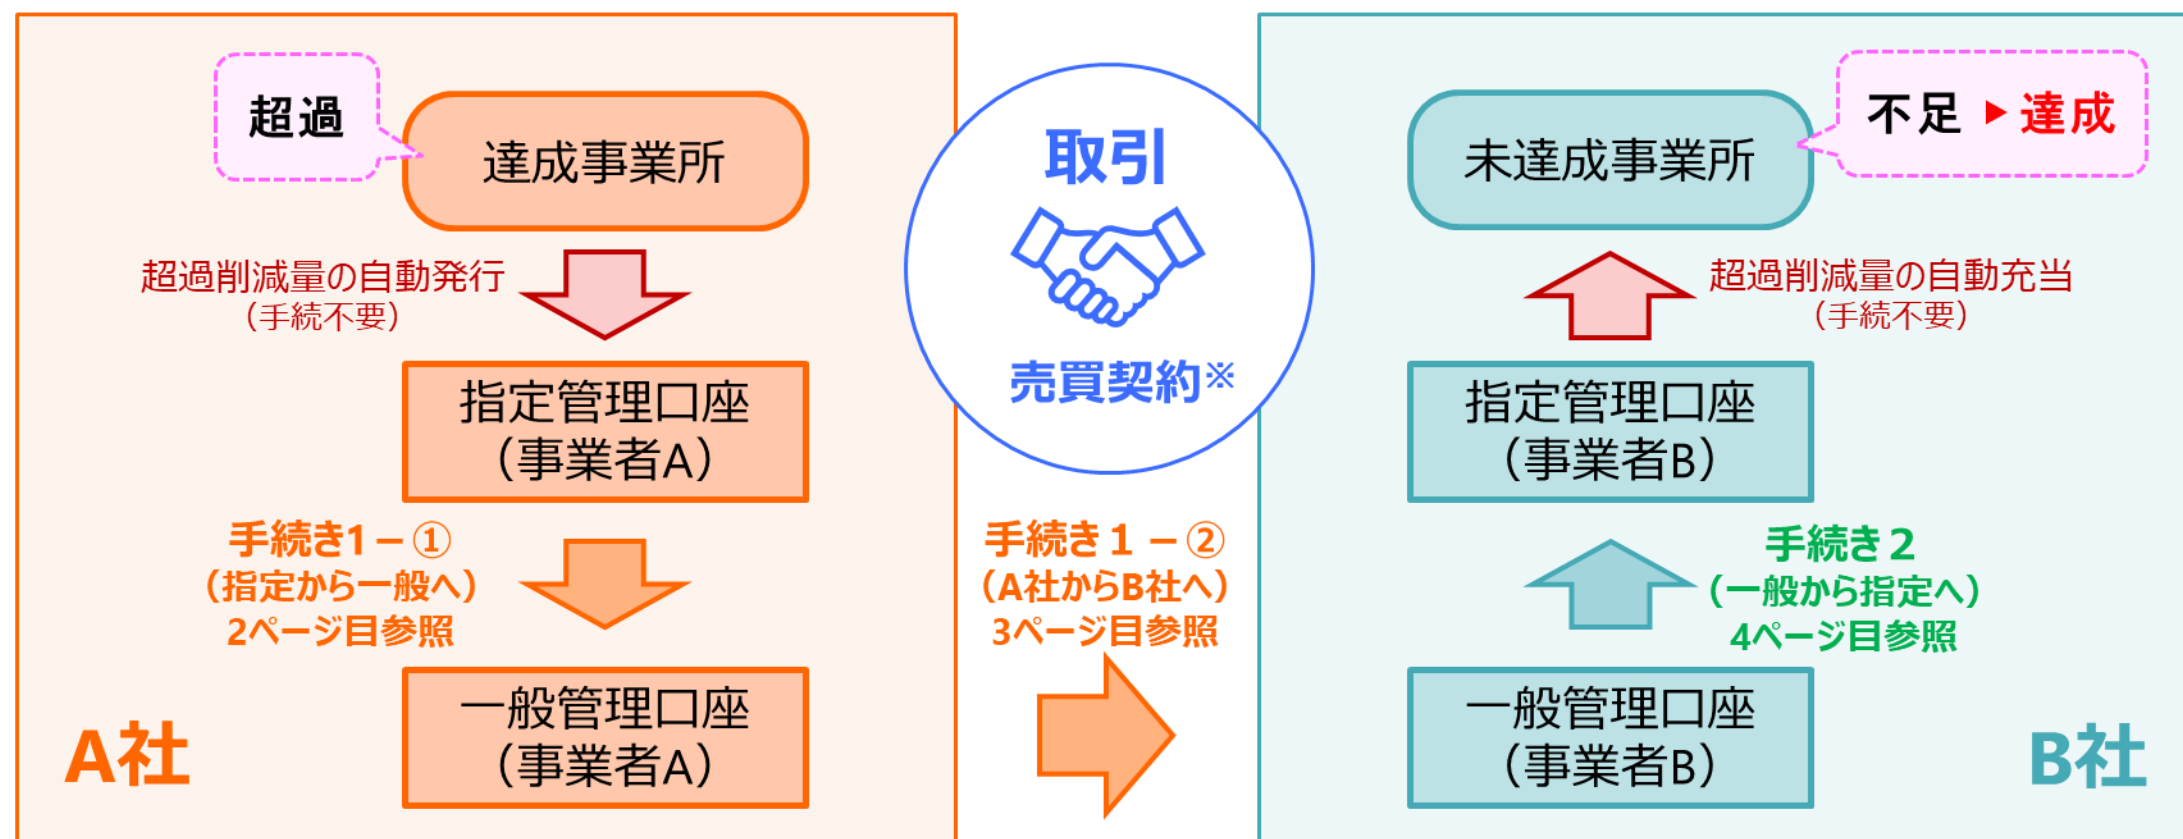 超過
達成事業所
超過削減量の自動発行
（手続不要）
指定管理口座
（事業者A）
手続き1－①
（指定から一般へ）
2ページ目参照
一般管理口座
（事業者A）
A社
取引
売買契約※
手続き１－②
（A社からB社へ）
3ページ目参照
不足 ▶ 達成
未達成事業所
超過削減量の自動充当
（手続不要）
指定管理口座
（事業者B）
手続き２
（一般から指定へ）
4ページ目参照
一般管理口座
（事業者B）
B社